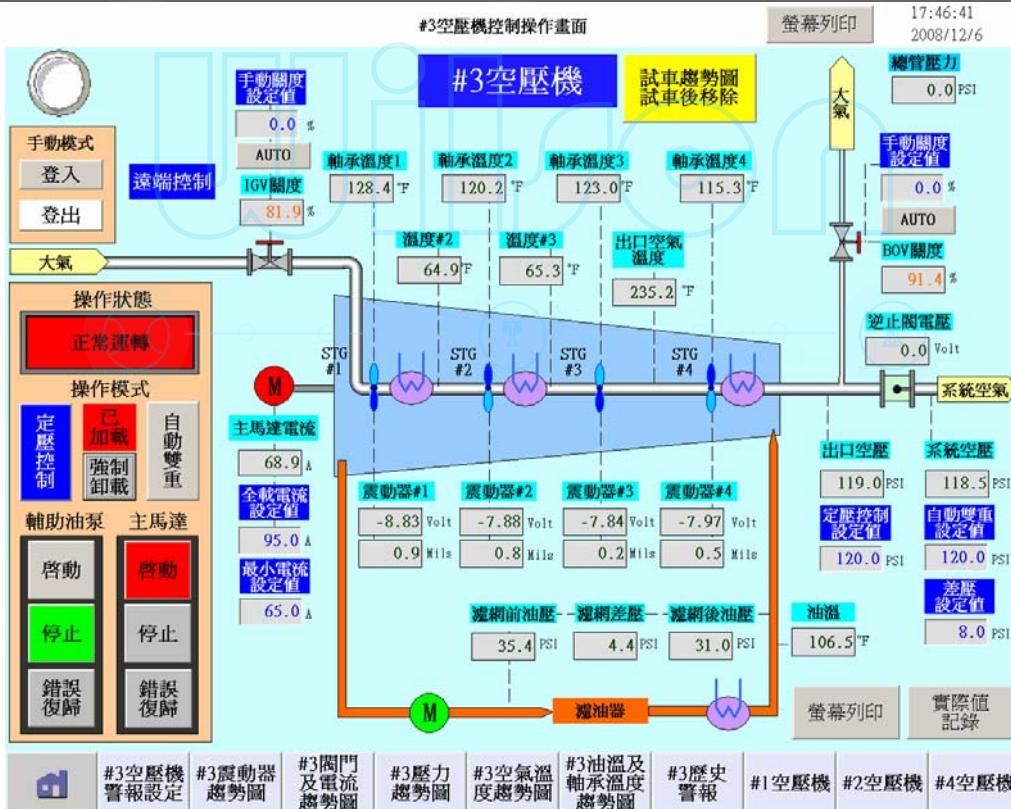 #3空壓機控制操作畫面
螢幕列印
17:46:41
2008/12/6
手動模式
登入
登出
遠端控制
手動關度
設定值
0.0 %
AUTO
IGV關度
81.9 %
#3空壓機
試車趨勢圖
試車後移除
大氣
總管壓力
0.0 PSI
手動關度
設定值
0.0 %
AUTO
BOV關度
91.4 %
軸承溫度1
128.4 °F
軸承溫度2
120.2 °F
軸承溫度3
123.0 °F
軸承溫度4
115.3 °F
大氣
溫度#2
64.9 °F
溫度#3
65.3 °F
出口空氣
溫度
235.2 °F
逆止閥電壓
0.0 Volt
系統空氣
操作狀態
正常運轉
操作模式
定壓控制
已
加載
強制
卸載
自動雙重
STG
#1
STG
#2
STG
#3
STG
#4
M
主馬達電流
68.9 A
全載電流
設定值
95.0 A
最小電流
設定值
65.0 A
震動器#1
-8.83 Volt
0.9 Mils
震動器#2
-7.88 Volt
0.8 Mils
震動器#3
-7.84 Volt
0.2 Mils
震動器#4
-7.97 Volt
0.5 Mils
出口空壓
119.0 PSI
定壓控制
設定值
120.0 PSI
系統空壓
118.5 PSI
自動雙重
設定值
120.0 PSI
差壓
設定值
8.0 PSI
輔助油泵
啓動
停止
錯誤
復歸
主馬達
啓動
停止
錯誤
復歸
濾網前油壓
35.4 PSI
濾網差壓
4.4 PSI
濾網後油壓
31.0 PSI
油溫
106.5 °F
M
濾油器
螢幕列印
實際值
記錄
#3空壓機
警報設定
#3震動器
趨勢圖
#3閥門
及電流
趨勢圖
#3壓力
趨勢圖
#3空氣溫
度趨勢圖
#3油溫及
軸承溫度
趨勢圖
#3歷史
警報
#1空壓機
#2空壓機
#4空壓機
Wilson